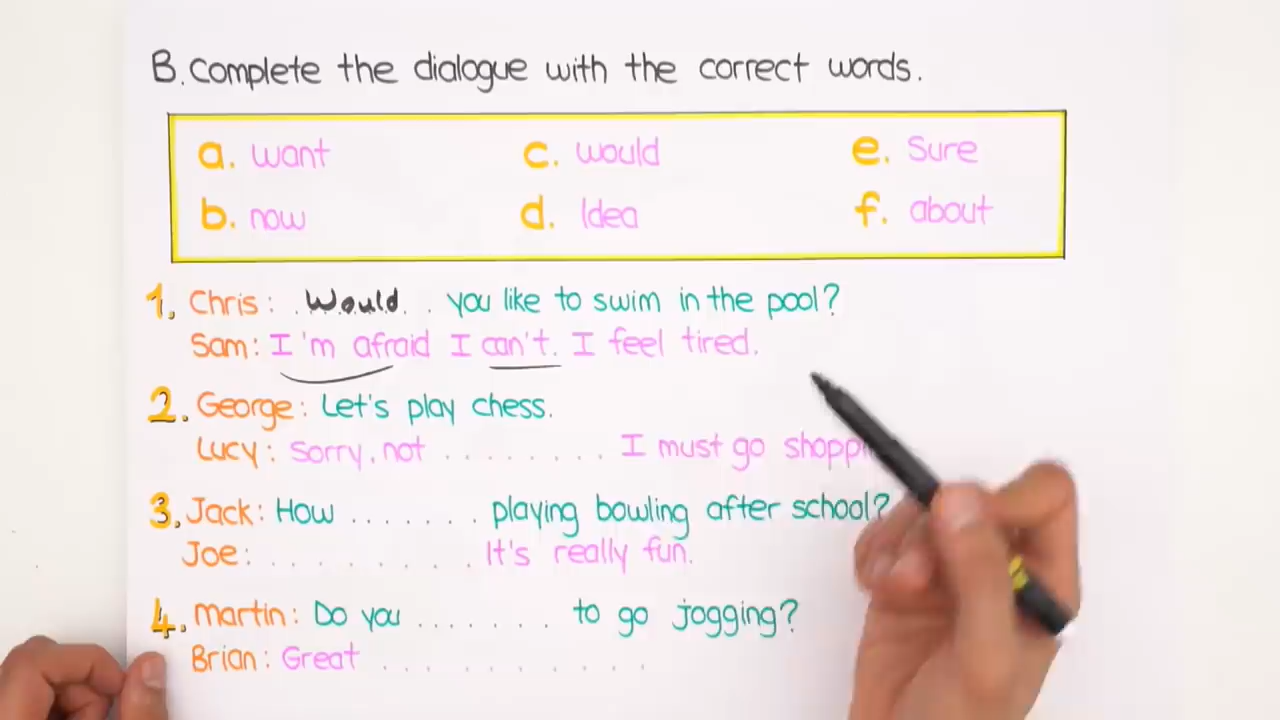 B. Complete the dialogue with the correct words.
a. want c. would e. Sure
b. now d. Idea f. about
1. Chris: .Would.. you like to swim in the pool?
Sam: I'm afraid I can't. I feel tired.
2. George: Let's play chess.
Lucy: Sorry, not ........ I must go
3. Jack: How ....... playing bowling after school?
Joe: ......... It's really fun.
4. Martin: Do you ....... to go jogging?
Brian: Great ............